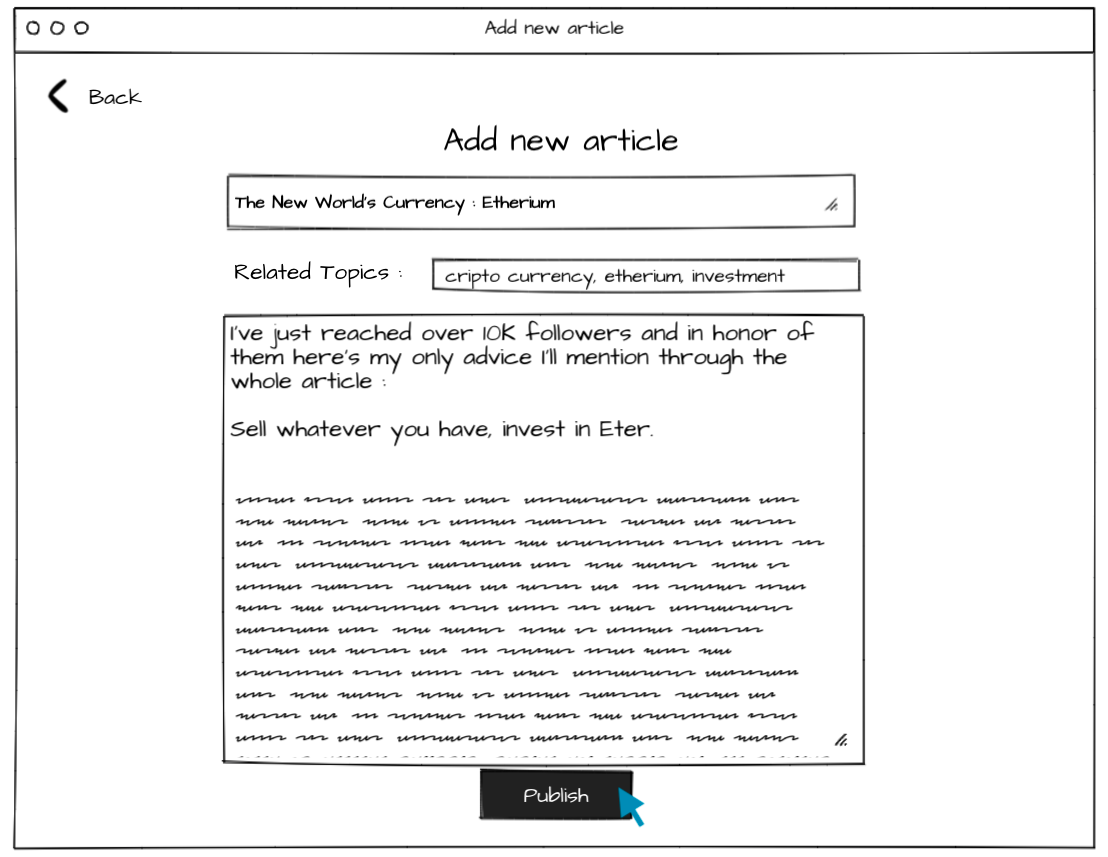 Add new article
Back
Add new article
The New World's Currency : Etherium
Related Topics :
cripto currency, etherium, investment
I've just reached over 10K followers and in honor of
them here's my only advice I'll mention through the
whole article :
Sell whatever you have, invest in Eter.
Publish